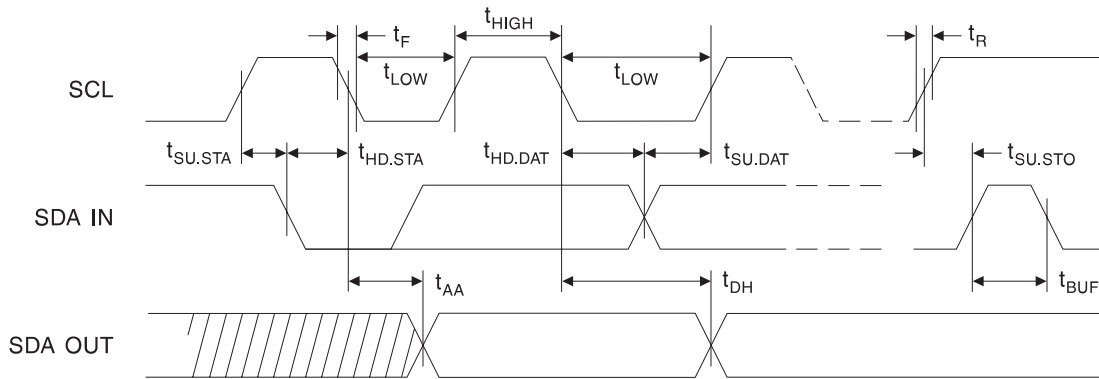 t_F
t_HIGH
t_R
t_LOW
t_LOW
SCL
t_SU.STA
t_HD.STA
t_HD.DAT
t_SU.DAT
t_SU.STO
SDA IN
t_AA
t_DH
t_BUF
SDA OUT